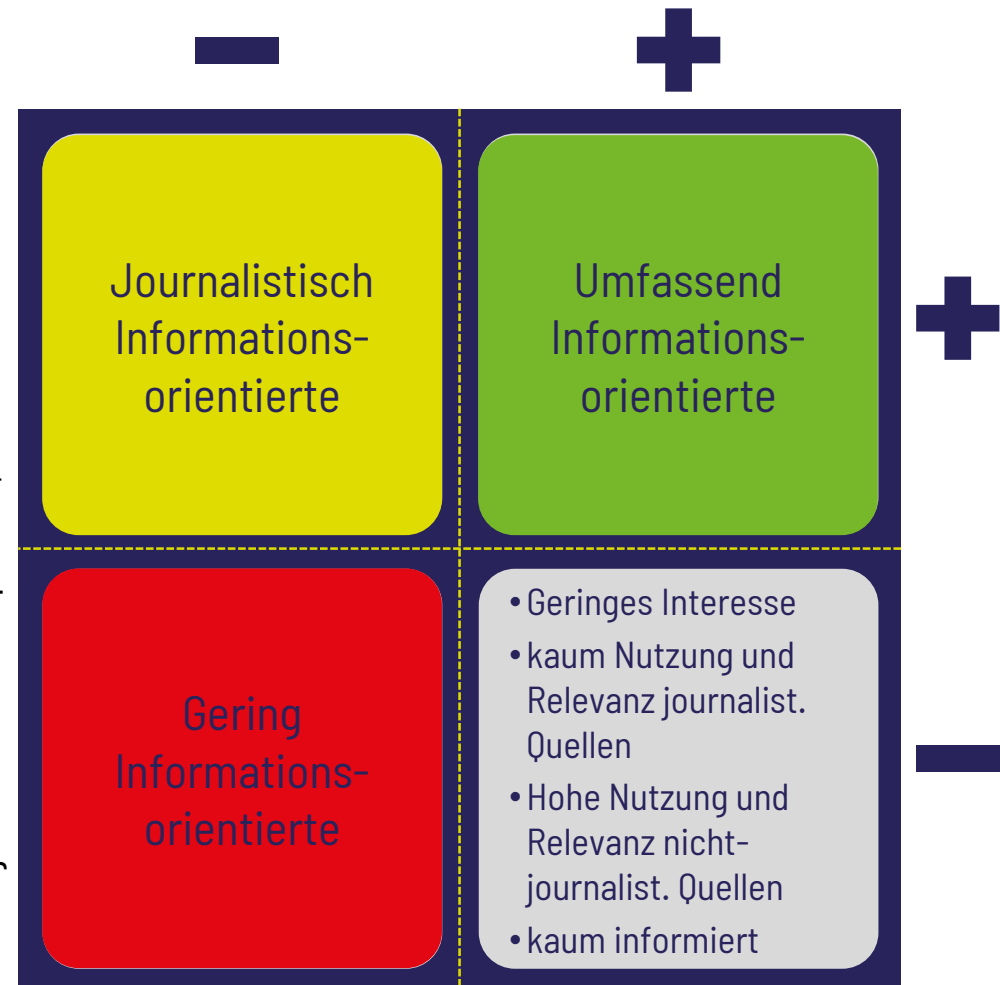 Journalistisch
Informations-
orientierte
Umfassend
Informations-
orientierte
Gering
Informations-
orientierte
• Geringes Interesse
• kaum Nutzung und
Relevanz journalist.
Quellen
• Hohe Nutzung und
Relevanz nicht-
journalist. Quellen
• kaum informiert